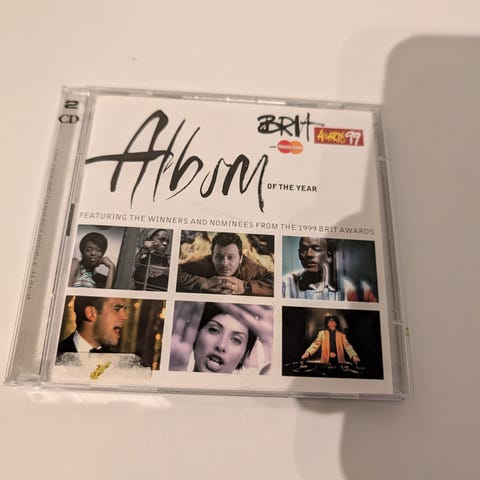 2
CD
BRIT
AWARDS 99
MasterCard
Album
OF THE YEAR
FEATURING THE WINNERS AND NOMINEES FROM THE 1999 BRIT AWARDS